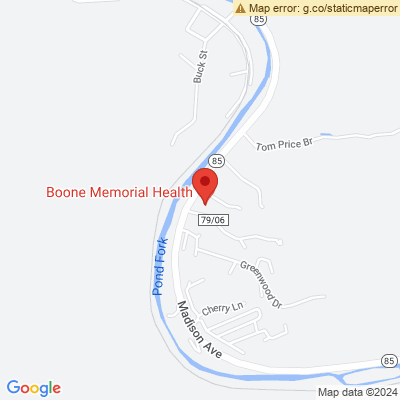 Map error: g.co/staticmaperror
85
Buck St
Tom Price Br
85
Boone Memorial Health
79/06
Pond Fork
Greenwood Dr
Cherry Ln
Madison Ave
85
Google
Map data ©2024